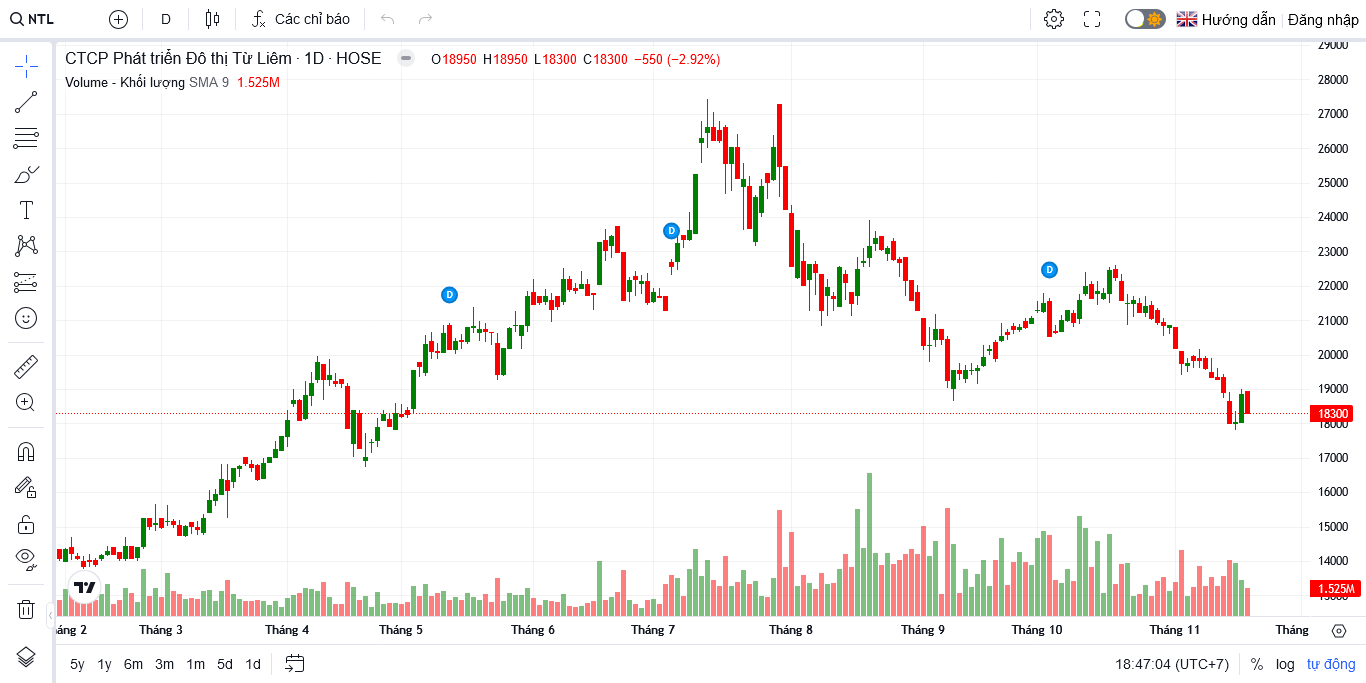 NTL D Các chỉ báo Hướng dẫn Đăng nhập
CTCP Phát triển Đô thị Từ Liêm · 1D · HOSE O18950 H18950 L18300 C18300 −550 (−2.92%)
Volume - Khối lượng SMA 9 1.525M
29000
28000
27000
26000
25000
24000
23000
22000
21000
20000
19000
18300
18000
17000
16000
15000
14000
1.525M
D
D
D
áng 2 Tháng 3 Tháng 4 Tháng 5 Tháng 6 Tháng 7 Tháng 8 Tháng 9 Tháng 10 Tháng 11 Tháng
5y 1y 6m 3m 1m 5d 1d 18:47:04 (UTC+7) % log tự động